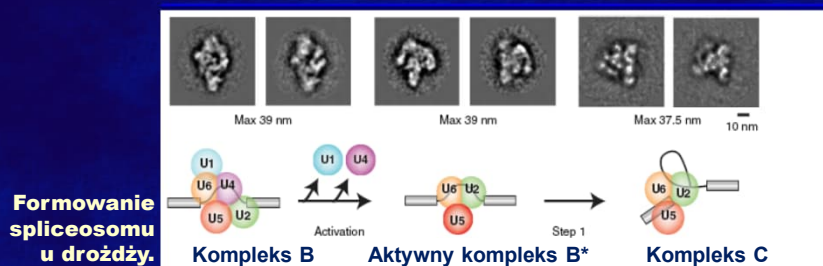 Max 39 nm
Max 39 nm
Max 37.5 nm
10 nm
U1
U6 U4
U5 U2
U1 U4
Activation
U6 U2
U5
Step 1
U6 U2
U5
Formowanie
spliceosomu
u drożdży.
Kompleks B
Aktywny kompleks B*
Kompleks C